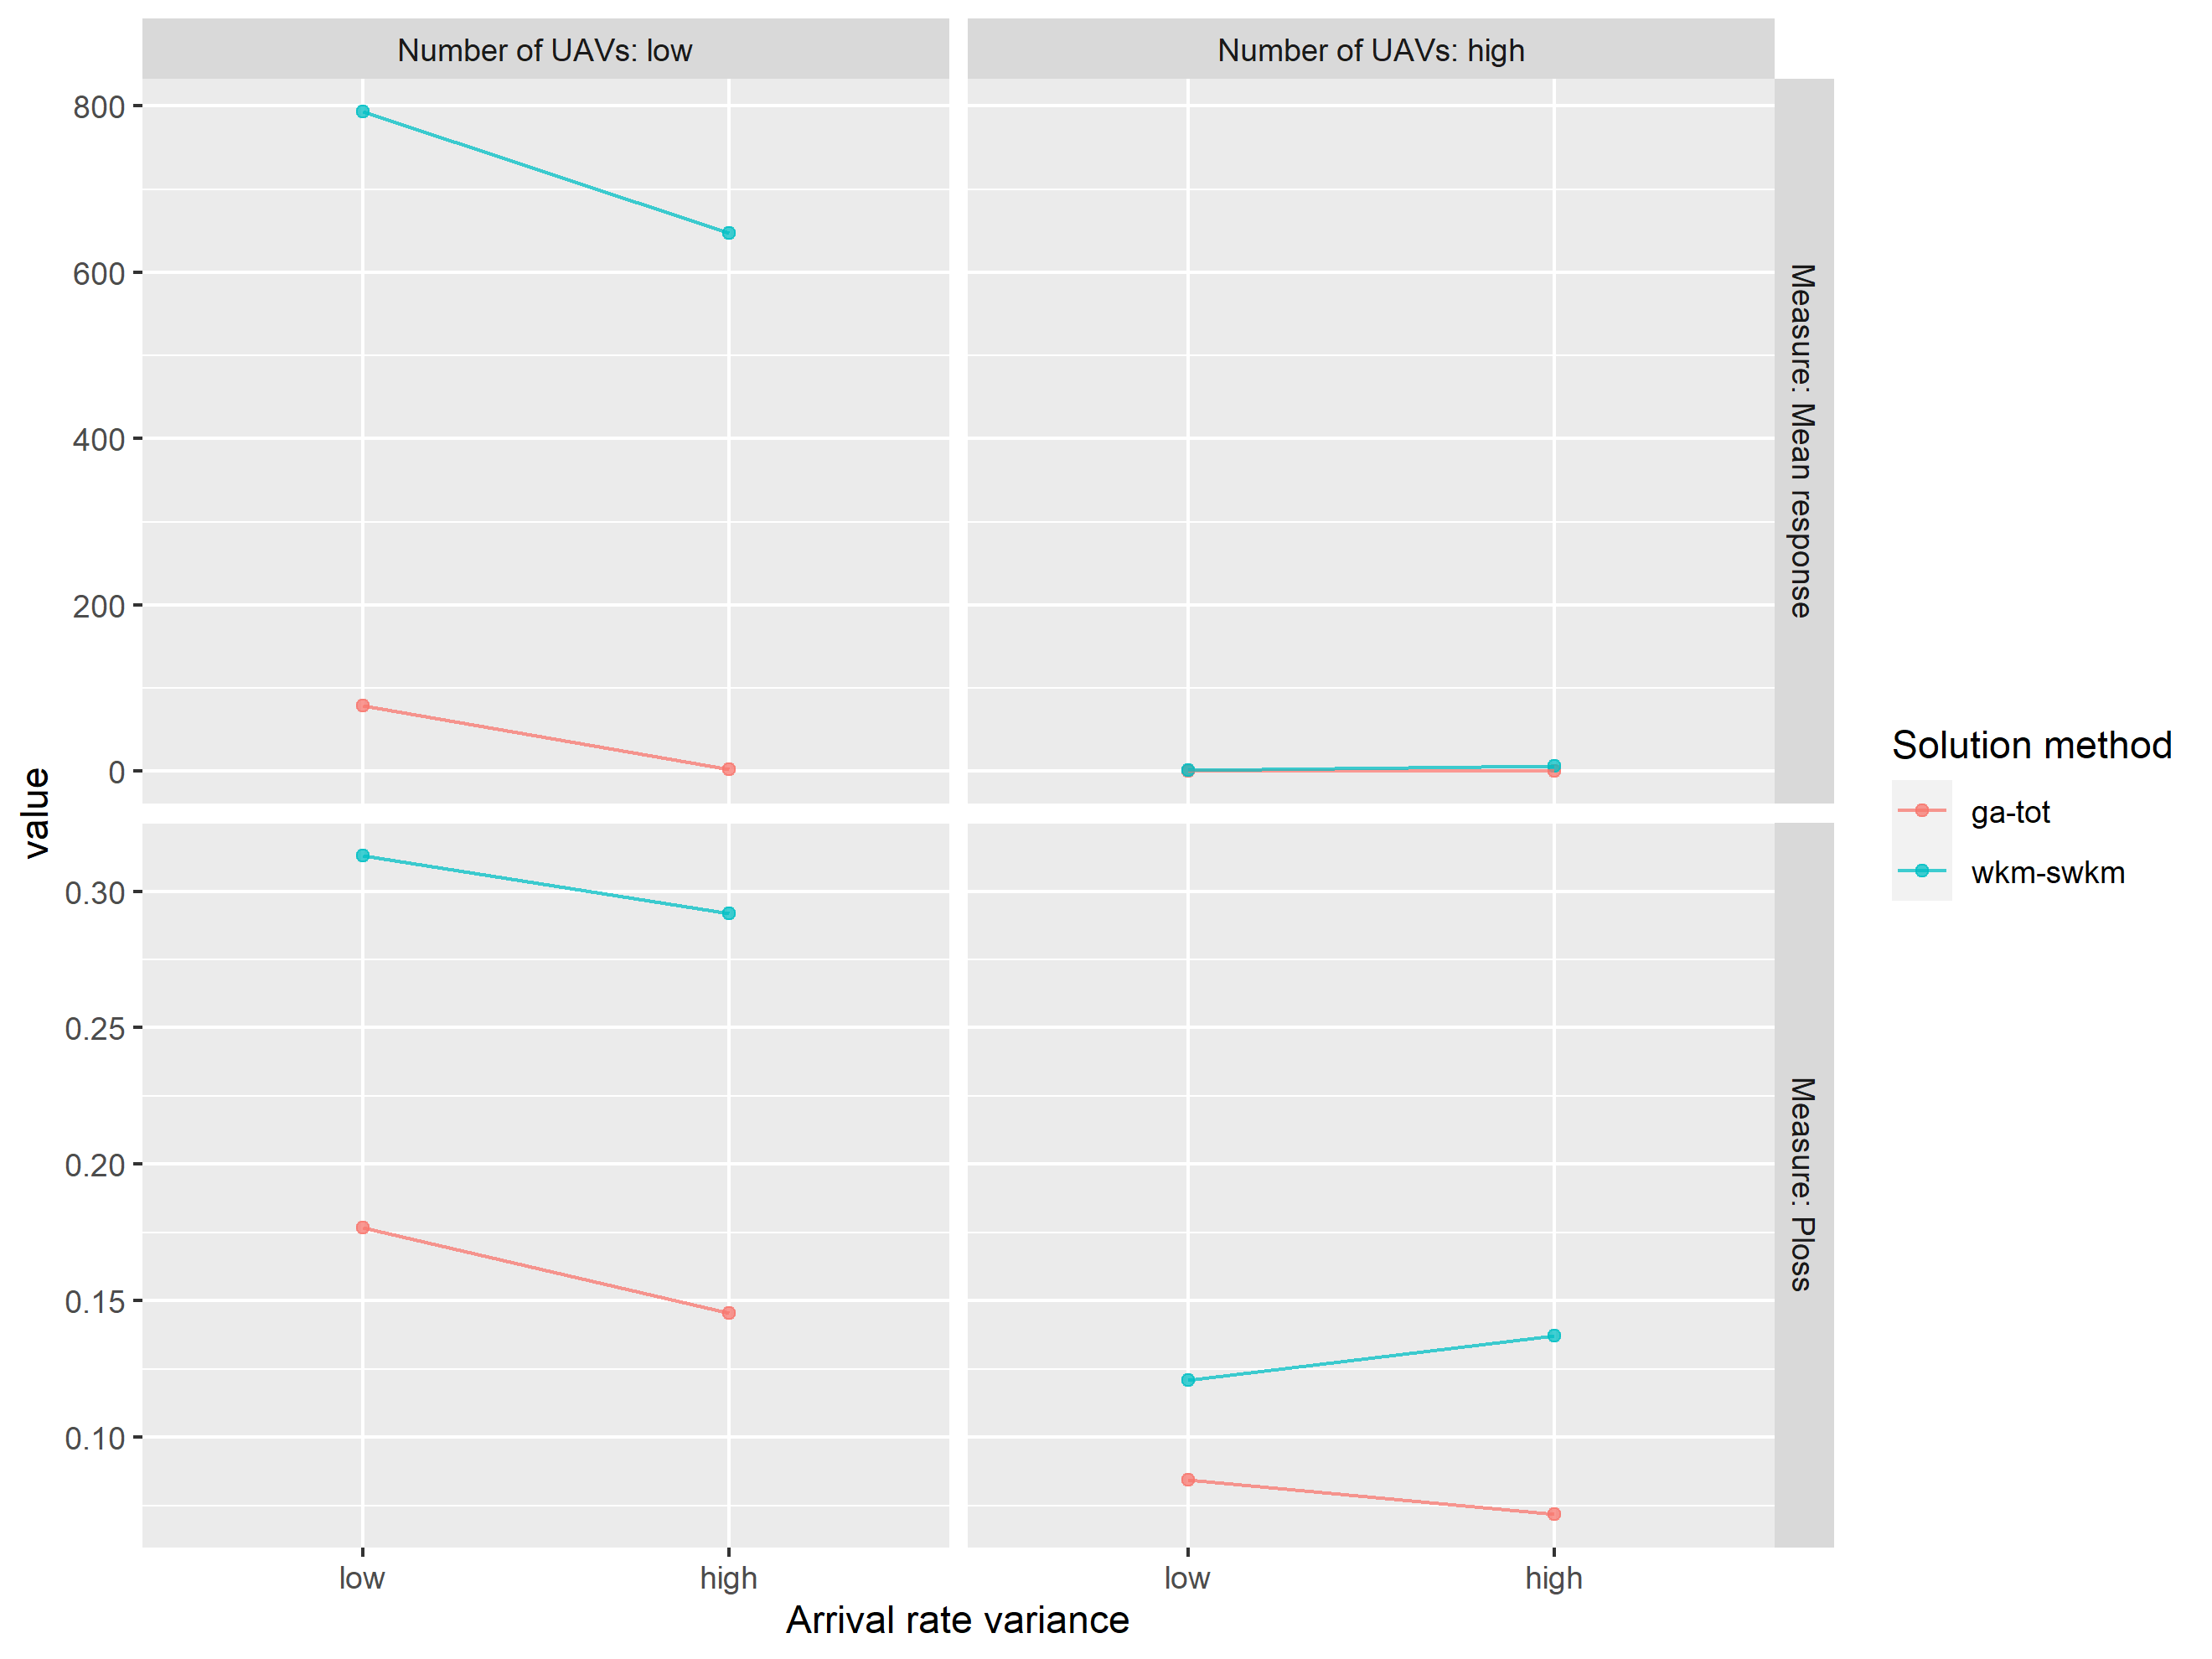 Number of UAVs: low
Number of UAVs: high
800
600
400
200
0
Measure: Mean response
value
0.30
0.25
0.20
0.15
0.10
Measure: Ploss
low
high
low
high
Arrival rate variance
Solution method
ga-tot
wkm-swkm